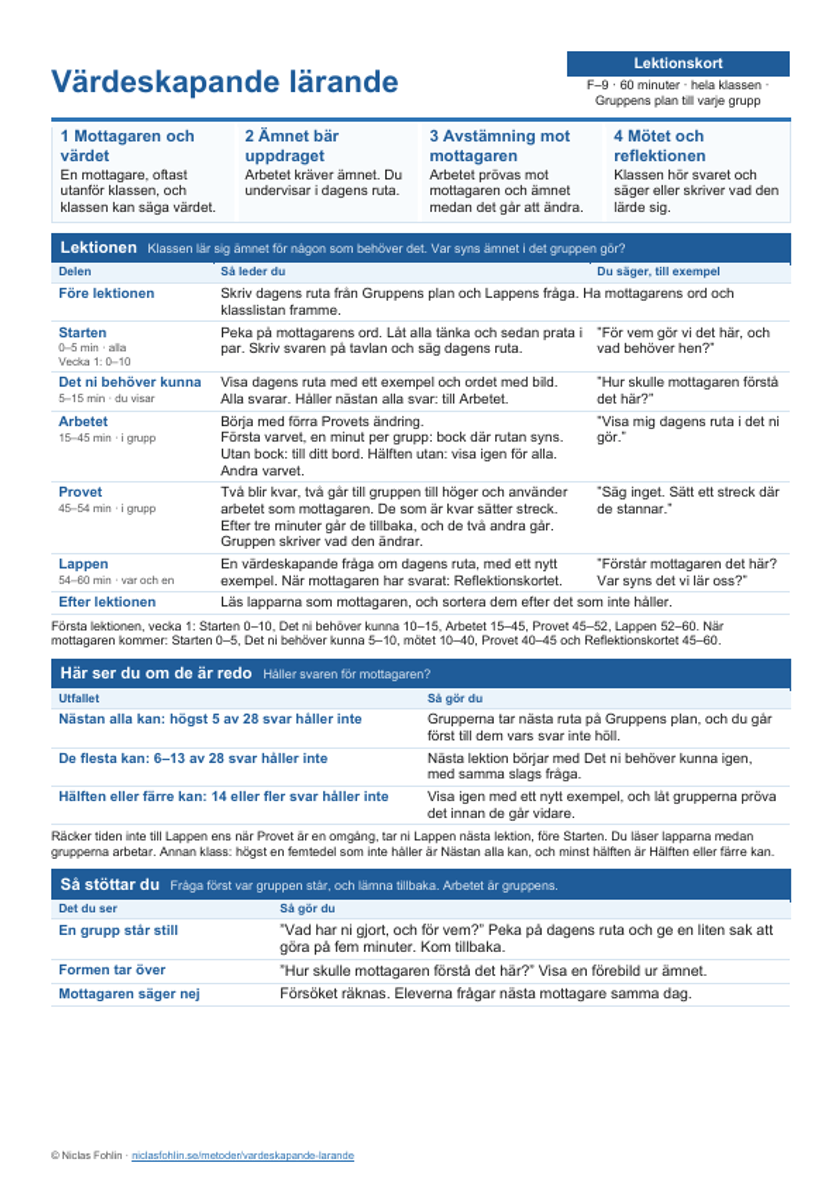 Värdeskapande lärande
Lektionskort
F–9 · 60 minuter · hela klassen ·
Gruppens plan till varje grupp
1 Mottagaren och
värdet
En mottagare, oftast
utanför klassen, och
klassen kan säga värdet.
2 Ämnet bär
uppdraget
Arbetet kräver ämnet. Du
undervisar i dagens ruta.
3 Avstämning mot
mottagaren
Arbetet prövas mot
mottagaren och ämnet
medan det går att ändra.
4 Mötet och
reflektionen
Klassen hör svaret och
säger eller skriver vad den
lärde sig.
Lektionen Klassen lär sig ämnet för någon som behöver det. Var syns ämnet i det gruppen gör?
Delen Så leder du Du säger, till exempel
Före lektionen
Skriv dagens ruta från Gruppens plan och Lappens fråga. Ha mottagarens ord och
klasslistan framme.
Starten
0–5 min · alla
Vecka 1: 0–10
Peka på mottagarens ord. Låt alla tänka och sedan prata i
par. Skriv svaren på tavlan och säg dagens ruta.
”För vem gör vi det här, och
vad behöver hen?”
Det ni behöver kunna
5–15 min · du visar
Visa dagens ruta med ett exempel och ordet med bild.
Alla svarar. Håller nästan alla svar: till Arbetet.
”Hur skulle mottagaren förstå
det här?”
Arbetet
15–45 min · i grupp
Börja med förra Provets ändring.
Första varvet, en minut per grupp: bock där rutan syns.
Utan bock: till ditt bord. Hälften utan: visa igen för alla.
Andra varvet.
”Visa mig dagens ruta i det ni
gör.”
Provet
45–54 min · i grupp
Två blir kvar, två går till gruppen till höger och använder
arbetet som mottagaren. De som är kvar sätter streck.
Efter tre minuter går de tillbaka, och de två andra går.
Gruppen skriver vad den ändrar.
”Säg inget. Sätt ett streck där
de stannar.”
Lappen
54–60 min · var och en
En värdeskapande fråga om dagens ruta, med ett nytt
exempel. När mottagaren har svarat: Reflektionskortet.
”Förstår mottagaren det här?
Var syns det vi lär oss?”
Efter lektionen
Läs lapparna som mottagaren, och sortera dem efter det som inte håller.
Första lektionen, vecka 1: Starten 0–10, Det ni behöver kunna 10–15, Arbetet 15–45, Provet 45–52, Lappen 52–60. När
mottagaren kommer: Starten 0–5, Det ni behöver kunna 5–10, mötet 10–40, Provet 40–45 och Reflektionskortet 45–60.
Här ser du om de är redo Håller svaren för mottagaren?
Utfallet Så gör du
Nästan alla kan: högst 5 av 28 svar håller inte
Grupperna tar nästa ruta på Gruppens plan, och du går
först till dem vars svar inte höll.
De flesta kan: 6–13 av 28 svar håller inte
Nästa lektion börjar med Det ni behöver kunna igen,
med samma slags fråga.
Hälften eller färre kan: 14 eller fler svar håller inte
Visa igen med ett nytt exempel, och låt grupperna pröva
det innan de går vidare.
Räcker tiden inte till Lappen ens när Provet är en omgång, tar ni Lappen nästa lektion, före Starten. Du läser lapparna medan
grupperna arbetar. Annan klass: högst en femtedel som inte håller är Nästan alla kan, och minst hälften är Hälften eller färre kan.
Så stöttar du Fråga först var gruppen står, och lämna tillbaka. Arbetet är gruppens.
Det du ser Så gör du
En grupp står still
”Vad har ni gjort, och för vem?” Peka på dagens ruta och ge en liten sak att
göra på fem minuter. Kom tillbaka.
Formen tar över
”Hur skulle mottagaren förstå det här?” Visa en förebild ur ämnet.
Mottagaren säger nej
Försöket räknas. Eleverna frågar nästa mottagare samma dag.
© Niclas Fohlin · niclasfohlin.se/metoder/vardeskapande-larande